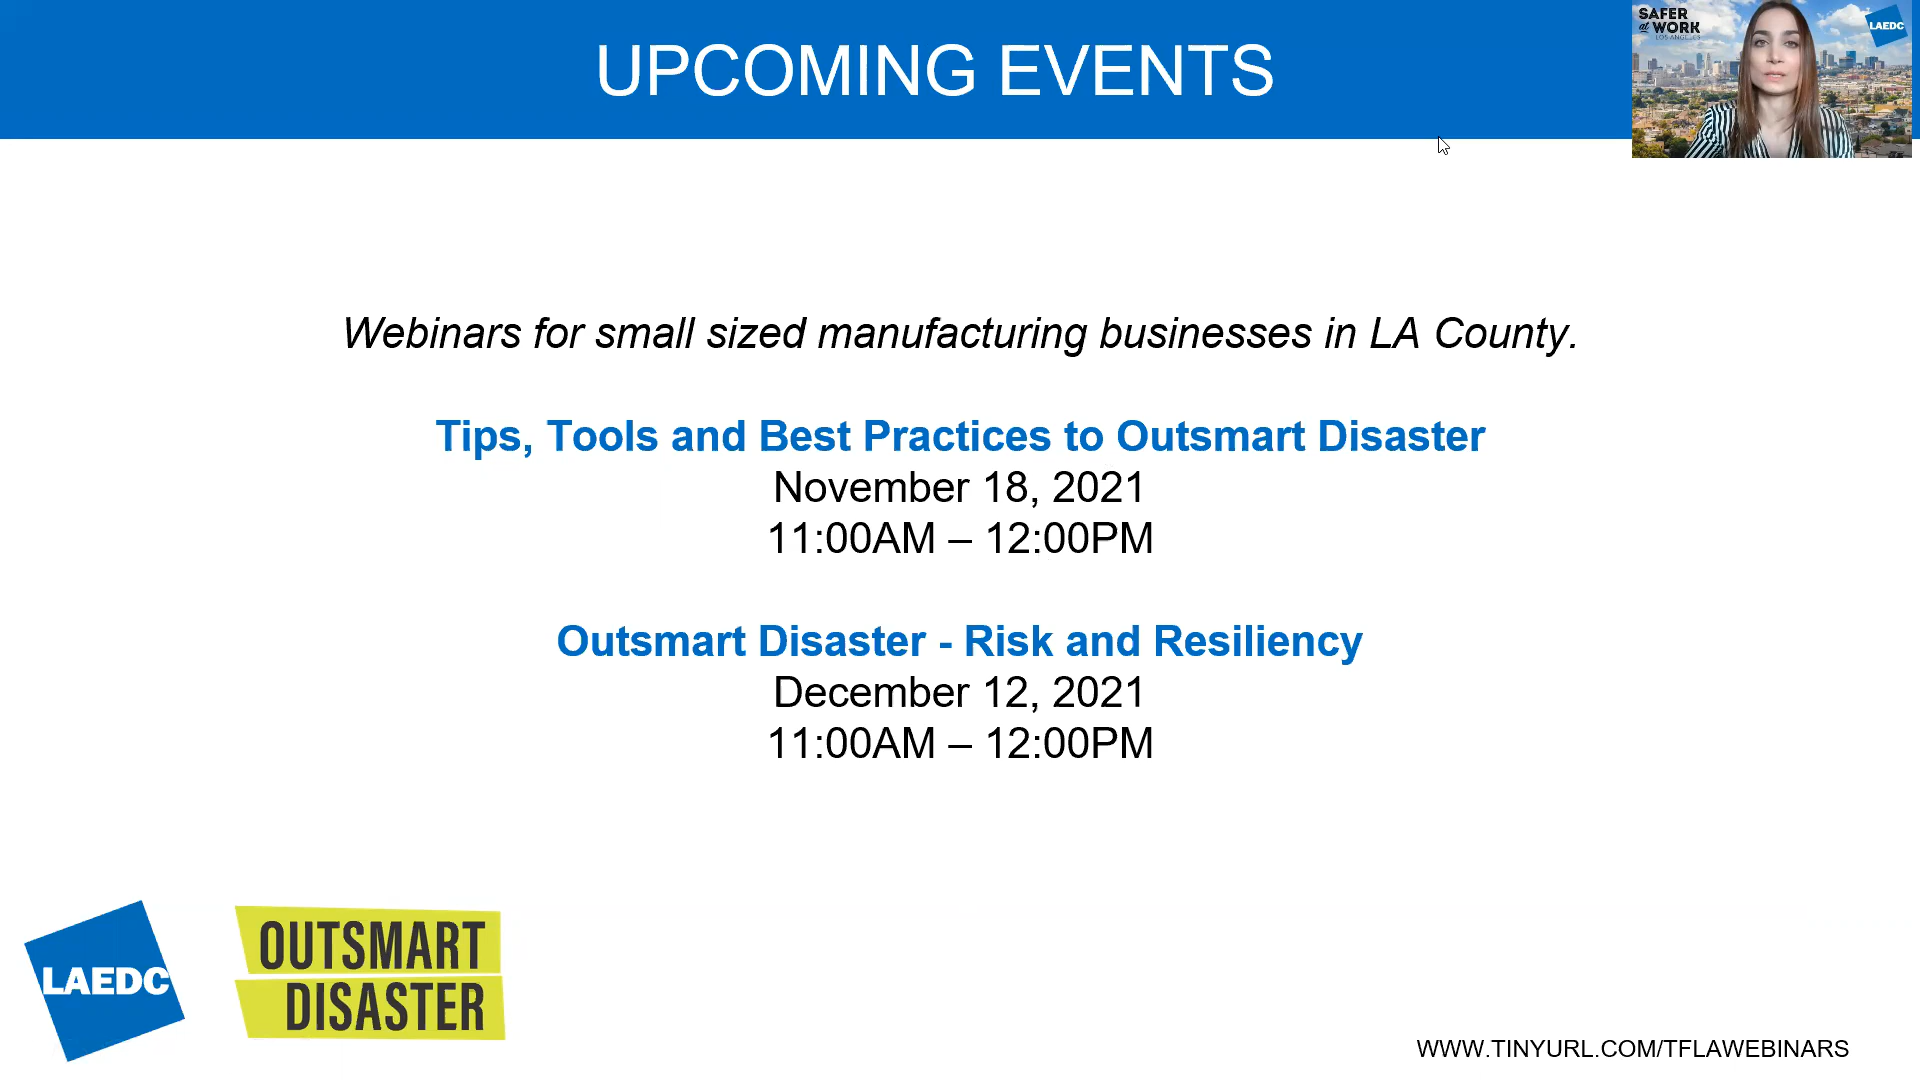 UPCOMING EVENTS
SAFER
at WORK
LOS ANGELES
LAEDC
Webinars for small sized manufacturing businesses in LA County.
Tips, Tools and Best Practices to Outsmart Disaster
November 18, 2021
11:00AM – 12:00PM
Outsmart Disaster - Risk and Resiliency
December 12, 2021
11:00AM – 12:00PM
LAEDC
OUTSMART
DISASTER
WWW.TINYURL.COM/TFLAWEBINARS